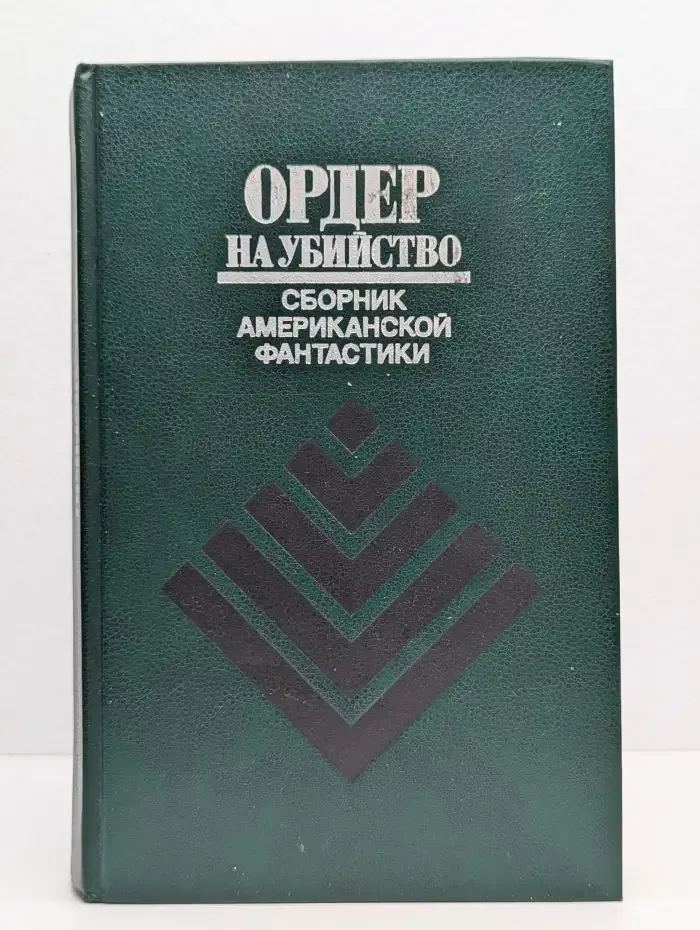 ОРДЕР
НА УБИЙСТВО
СБОРНИК
АМЕРИКАНСКОЙ
ФАНТАСТИКИ